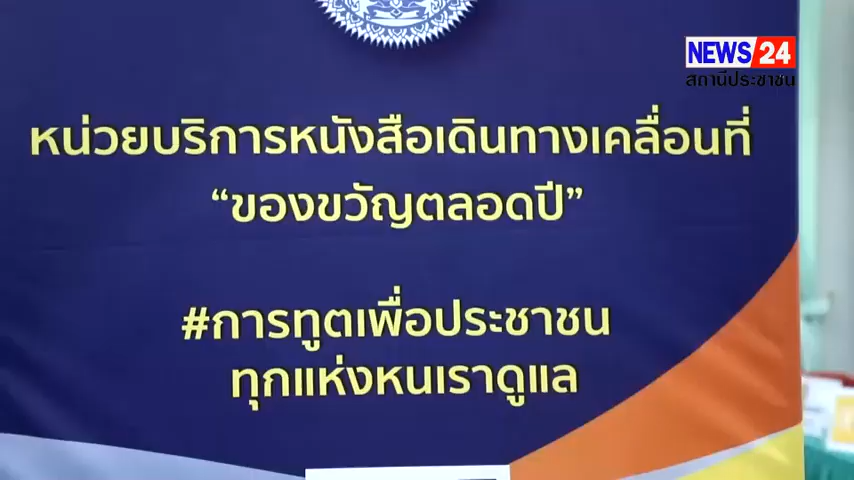 NEWS 24
สถานีประชาชน
หน่วยบริการหนังสือเดินทางเคลื่อนที่
“ของขวัญตลอดปี”
#การทูตเพื่อประชาชน
ทุกแห่งหนเราดูแล